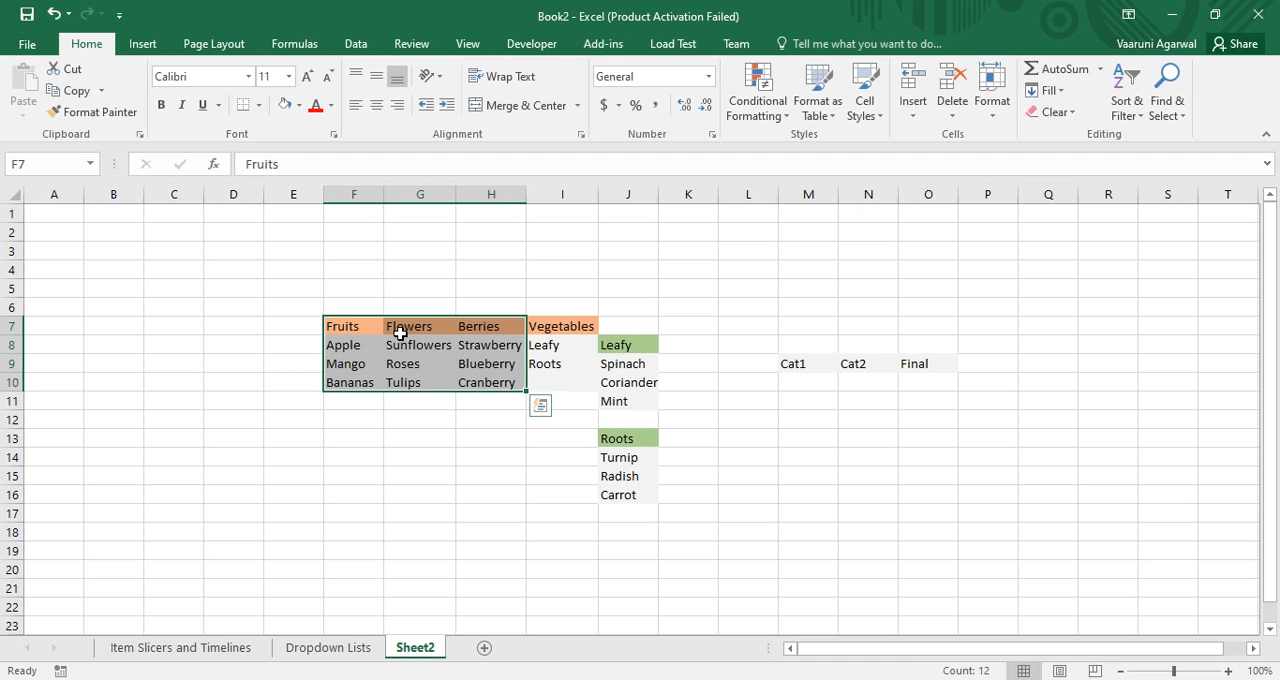 Book2 - Excel (Product Activation Failed)
File Home Insert Page Layout Formulas Data Review View Developer Add-ins Load Test Team Tell me what you want to do... Vaaruni Agarwal Share
Paste Cut Copy Format Painter Clipboard
Calibri 11 B I U A Font
Wrap Text Merge & Center Alignment
General $ % , Number
Conditional Formatting Format as Table Cell Styles Styles
Insert Delete Format Cells
AutoSum Fill Clear Sort & Filter Find & Select Editing
F7 fx Fruits
A B C D E F G H I J K L M N O P Q R S T
1
2
3
4
5
6
7 Fruits Flowers Berries Vegetables
8 Apple Sunflowers Strawberry Leafy Leafy
9 Mango Roses Blueberry Roots Spinach Cat1 Cat2 Final
10 Bananas Tulips Cranberry Coriander
11 Mint
12
13 Roots
14 Turnip
15 Radish
16 Carrot
17
18
19
20
21
22
23
Item Slicers and Timelines Dropdown Lists Sheet2
Ready Count: 12 100%